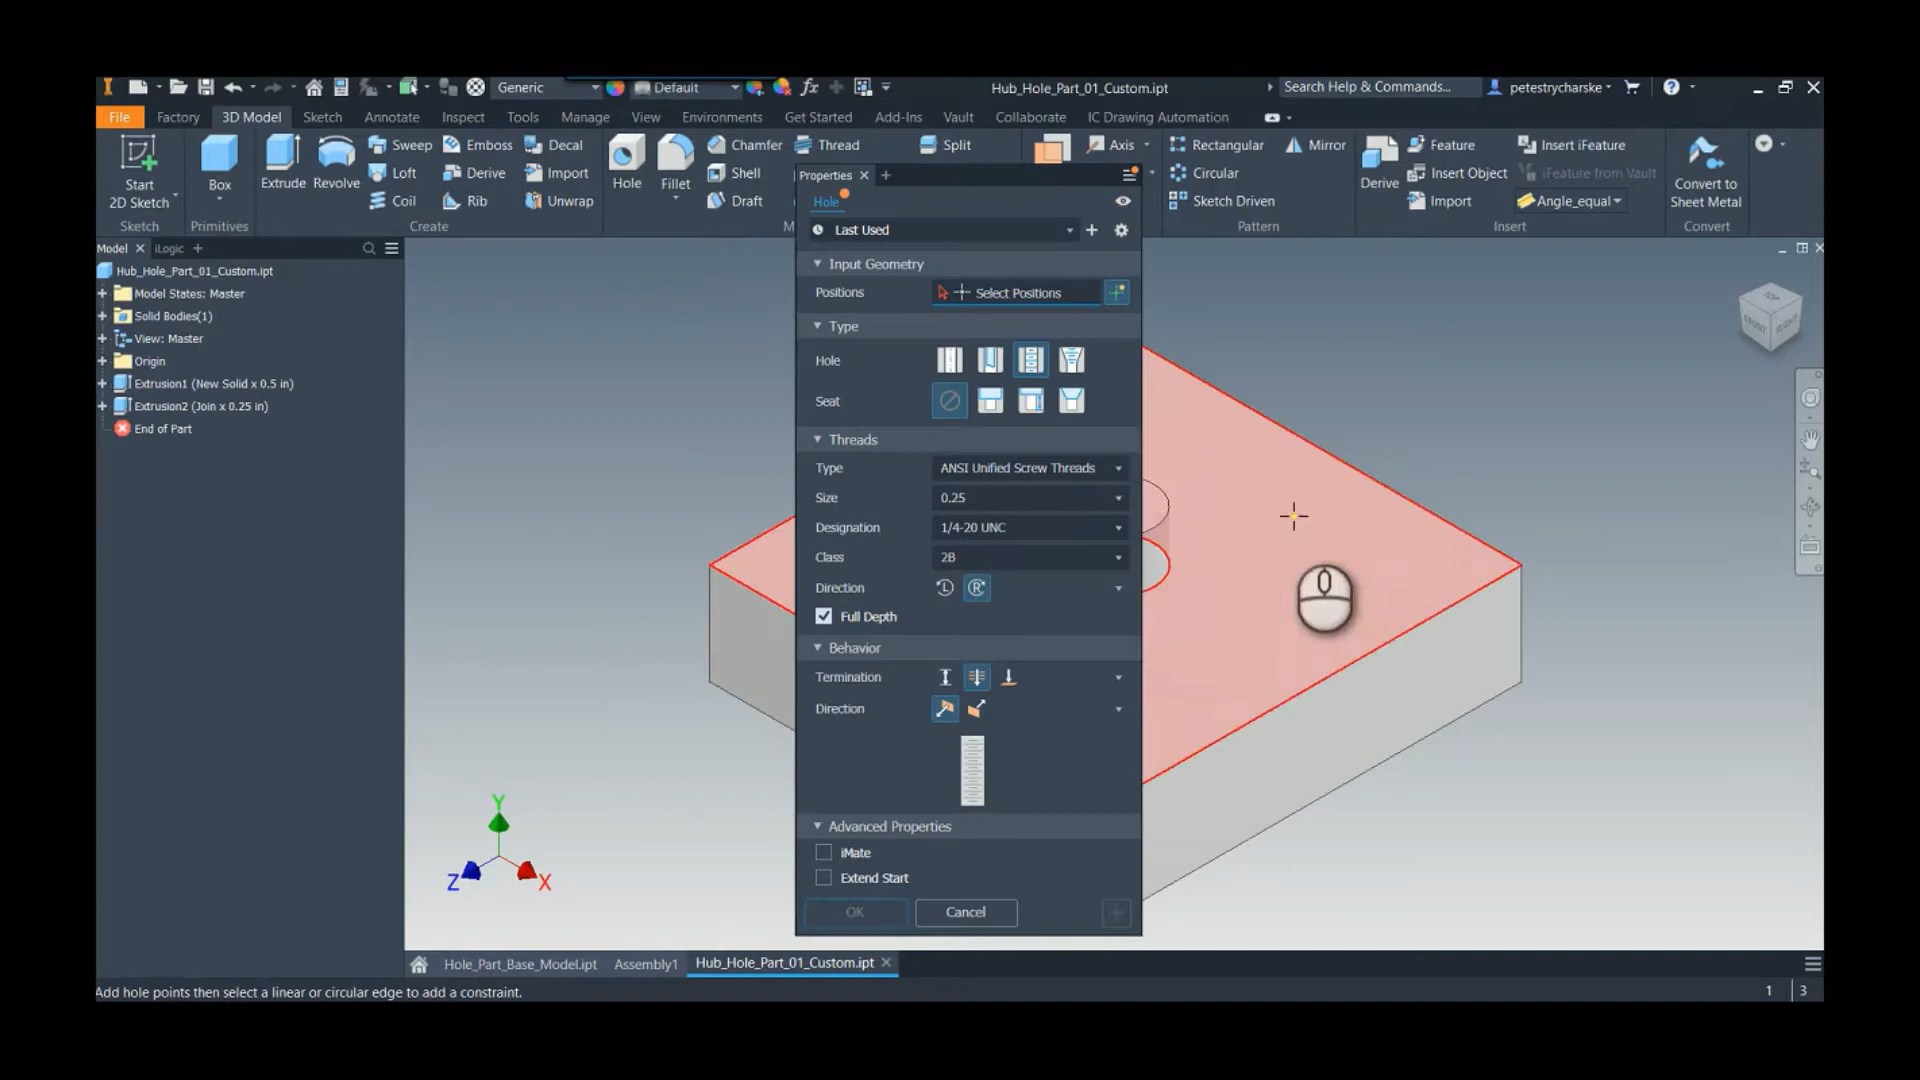 Generic
Default
Hub_Hole_Part_01_Custom.ipt
Search Help & Commands...
petestrycharske
File
Factory
3D Model
Sketch
Annotate
Inspect
Tools
Manage
View
Environments
Get Started
Add-Ins
Vault
Collaborate
IC Drawing Automation
Start
2D Sketch
Box
Extrude
Revolve
Sweep
Loft
Coil
Emboss
Derive
Rib
Decal
Import
Unwrap
Hole
Fillet
Chamfer
Shell
Draft
Thread
Split
Axis
Rectangular
Circular
Sketch Driven
Mirror
Derive
Feature
Insert Object
Import
Insert iFeature
iFeature from Vault
Angle_equal
Convert to
Sheet Metal
Sketch
Primitives
Create
M
Pattern
Insert
Convert
Model
iLogic
Hub_Hole_Part_01_Custom.ipt
Model States: Master
Solid Bodies(1)
View: Master
Origin
Extrusion1 (New Solid x 0.5 in)
Extrusion2 (Join x 0.25 in)
End of Part
Properties
Hole
Last Used
Input Geometry
Positions
Select Positions
Type
Hole
Seat
Threads
Type
ANSI Unified Screw Threads
Size
0.25
Designation
1/4-20 UNC
Class
2B
Direction
L
R
Full Depth
Behavior
Termination
Direction
Advanced Properties
iMate
Extend Start
OK
Cancel
TOP
FRONT
RIGHT
Y
Z
X
Hole_Part_Base_Model.ipt
Assembly1
Hub_Hole_Part_01_Custom.ipt
Add hole points then select a linear or circular edge to add a constraint.
1
3